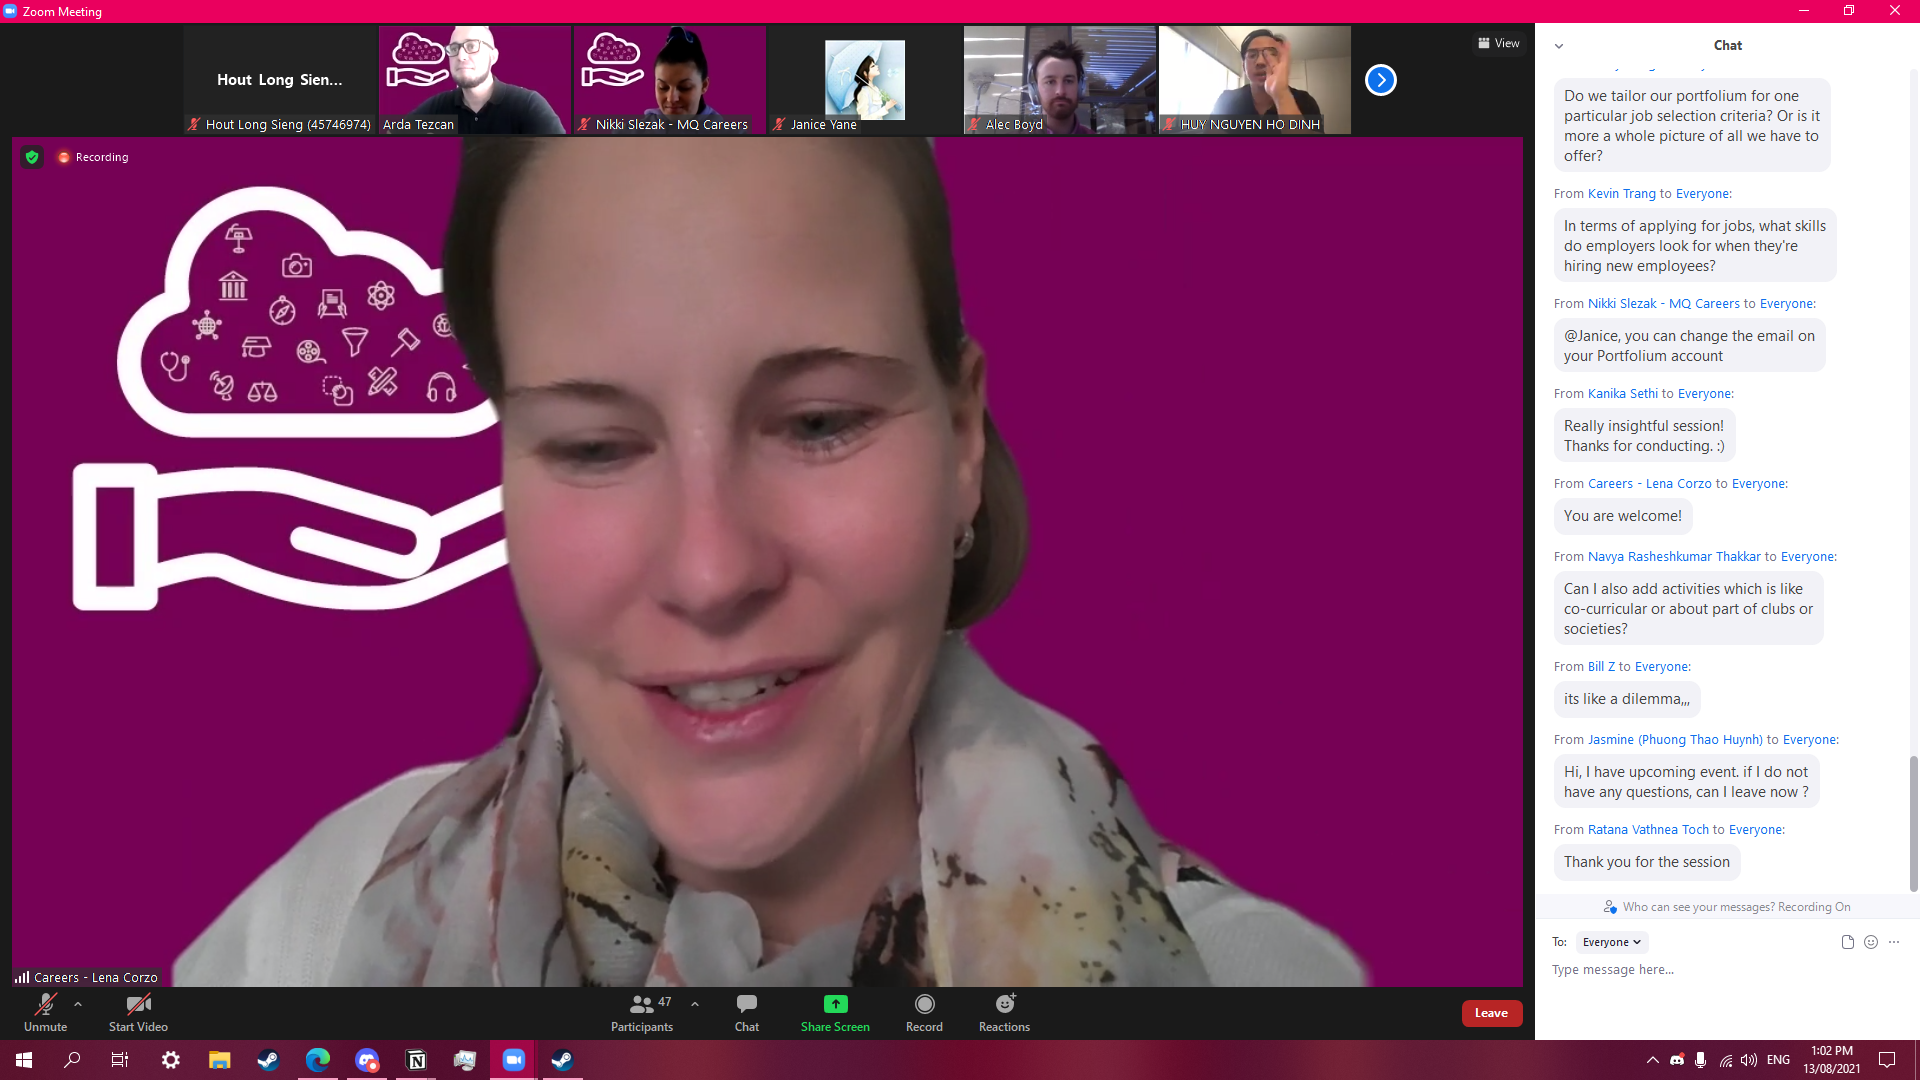 Zoom Meeting
Hout Long Sien...
Hout Long Sieng (45746974)
Arda Tezcan
Nikki Slezak - MQ Careers
Janice Yane
Alec Boyd
HUY NGUYEN HO DINH
View
Recording
Careers - Lena Corzo
Unmute
Start Video
47
Participants
Chat
Share Screen
Record
Reactions
Leave
Chat
Do we tailor our portfolium for one
particular job selection criteria? Or is it
more a whole picture of all we have to
offer?
From Kevin Trang to Everyone:
In terms of applying for jobs, what skills
do employers look for when they're
hiring new employees?
From Nikki Slezak - MQ Careers to Everyone:
@Janice, you can change the email on
your Portfolium account
From Kanika Sethi to Everyone:
Really insightful session!
Thanks for conducting. :)
From Careers - Lena Corzo to Everyone:
You are welcome!
From Navya Rasheshkumar Thakkar to Everyone:
Can I also add activities which is like
co-curricular or about part of clubs or
societies?
From Bill Z to Everyone:
its like a dilemma,,,
From Jasmine (Phuong Thao Huynh) to Everyone:
Hi, I have upcoming event. if I do not
have any questions, can I leave now ?
From Ratana Vathnea Toch to Everyone:
Thank you for the session
Who can see your messages? Recording On
To: Everyone
Type message here...
ENG
1:02 PM
13/08/2021